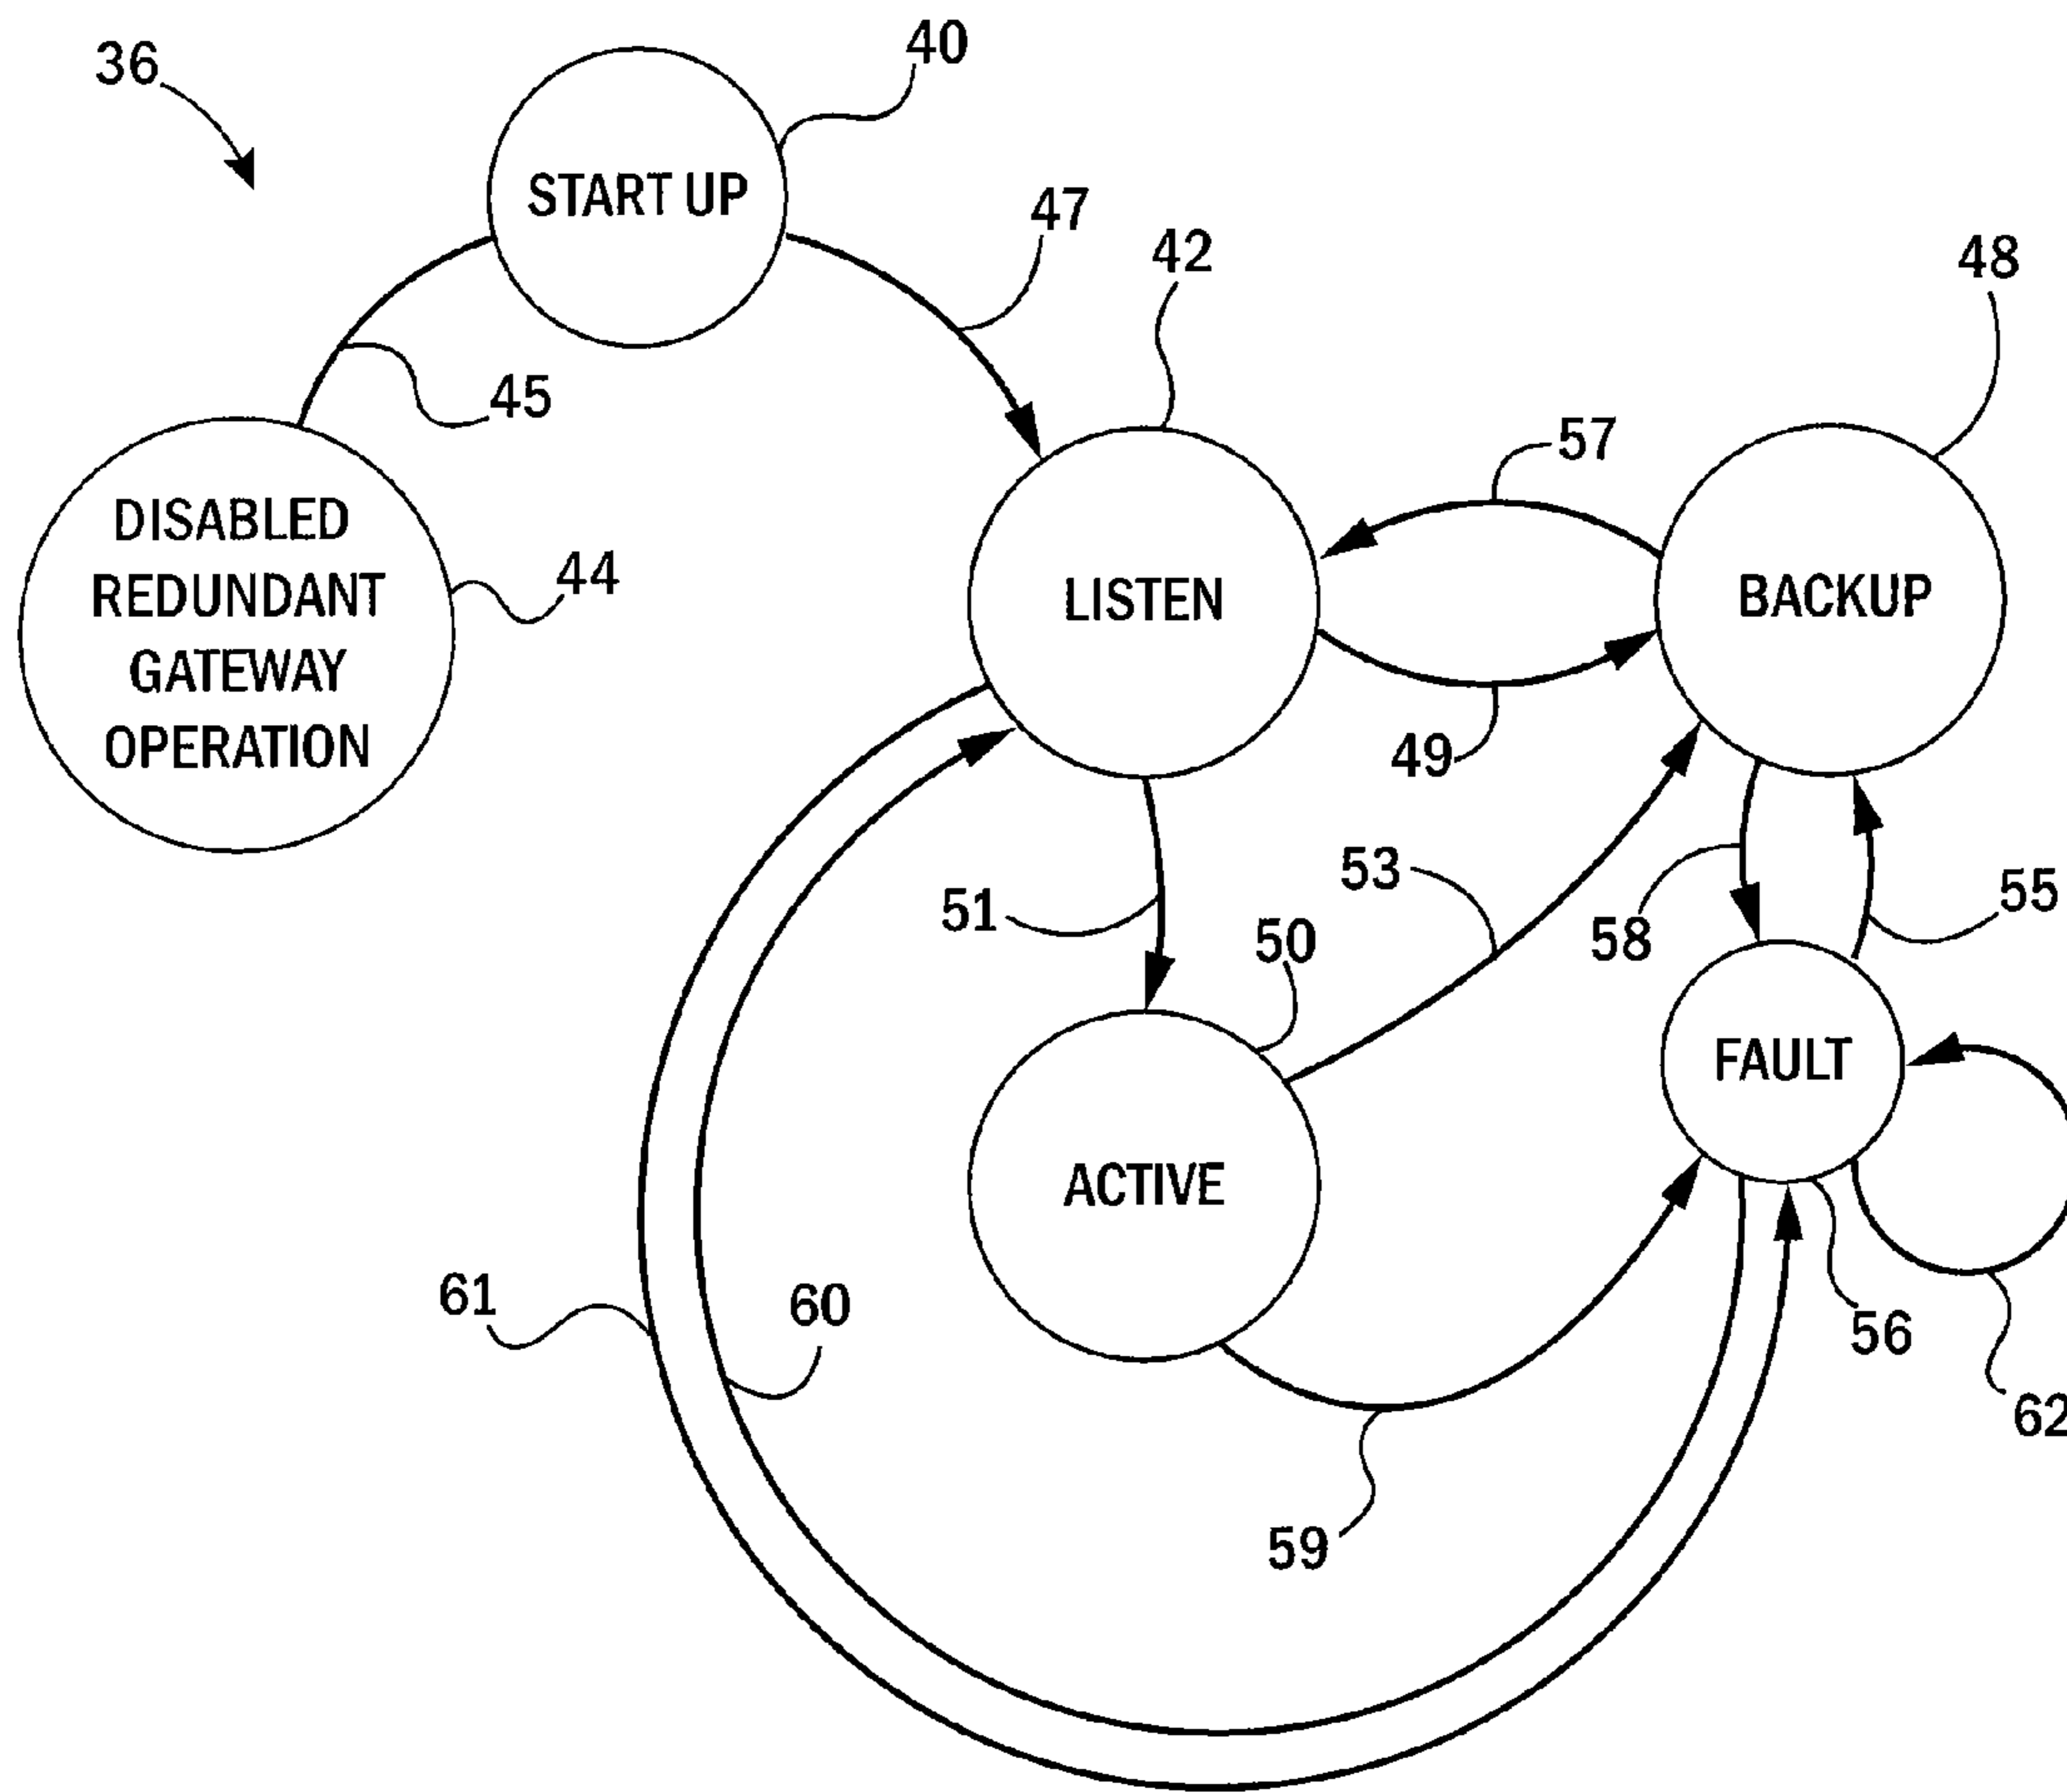 36
40
START UP
47
42
48
45
57
DISABLED
REDUNDANT
GATEWAY
OPERATION
44
LISTEN
BACKUP
49
53
51
50
58
55
FAULT
ACTIVE
61
60
56
62
59